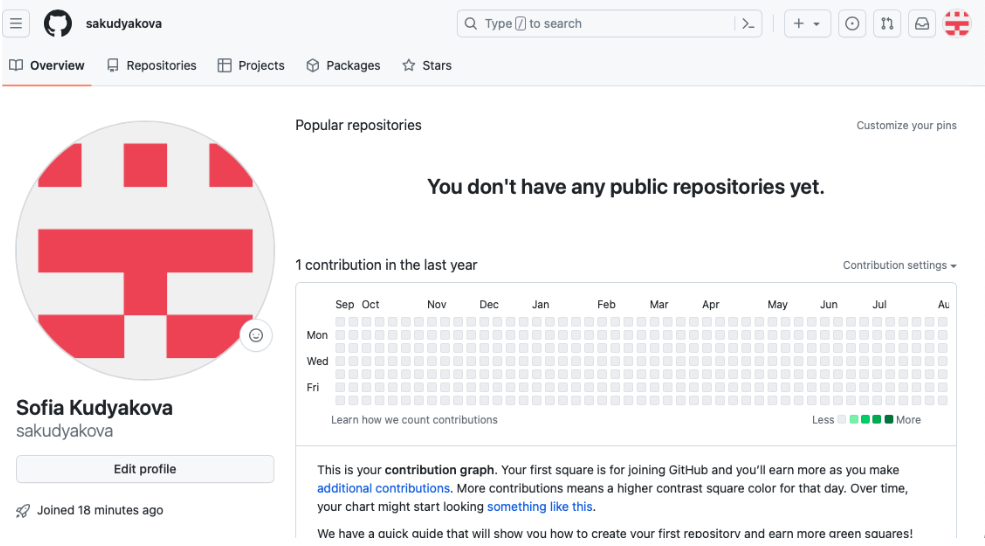 sakudyakova
Type / to search
Overview Repositories Projects Packages Stars
Popular repositories
Customize your pins
You don't have any public repositories yet.
1 contribution in the last year
Contribution settings
Sep Oct Nov Dec Jan Feb Mar Apr May Jun Jul Au
Mon
Wed
Fri
Learn how we count contributions
Less More
Sofia Kudyakova
sakudyakova
Edit profile
Joined 18 minutes ago
This is your contribution graph. Your first square is for joining GitHub and you’ll earn more as you make
additional contributions. More contributions means a higher contrast square color for that day. Over time,
your chart might start looking something like this.
We have a quick guide that will show you how to create your first repository and earn more green squares!